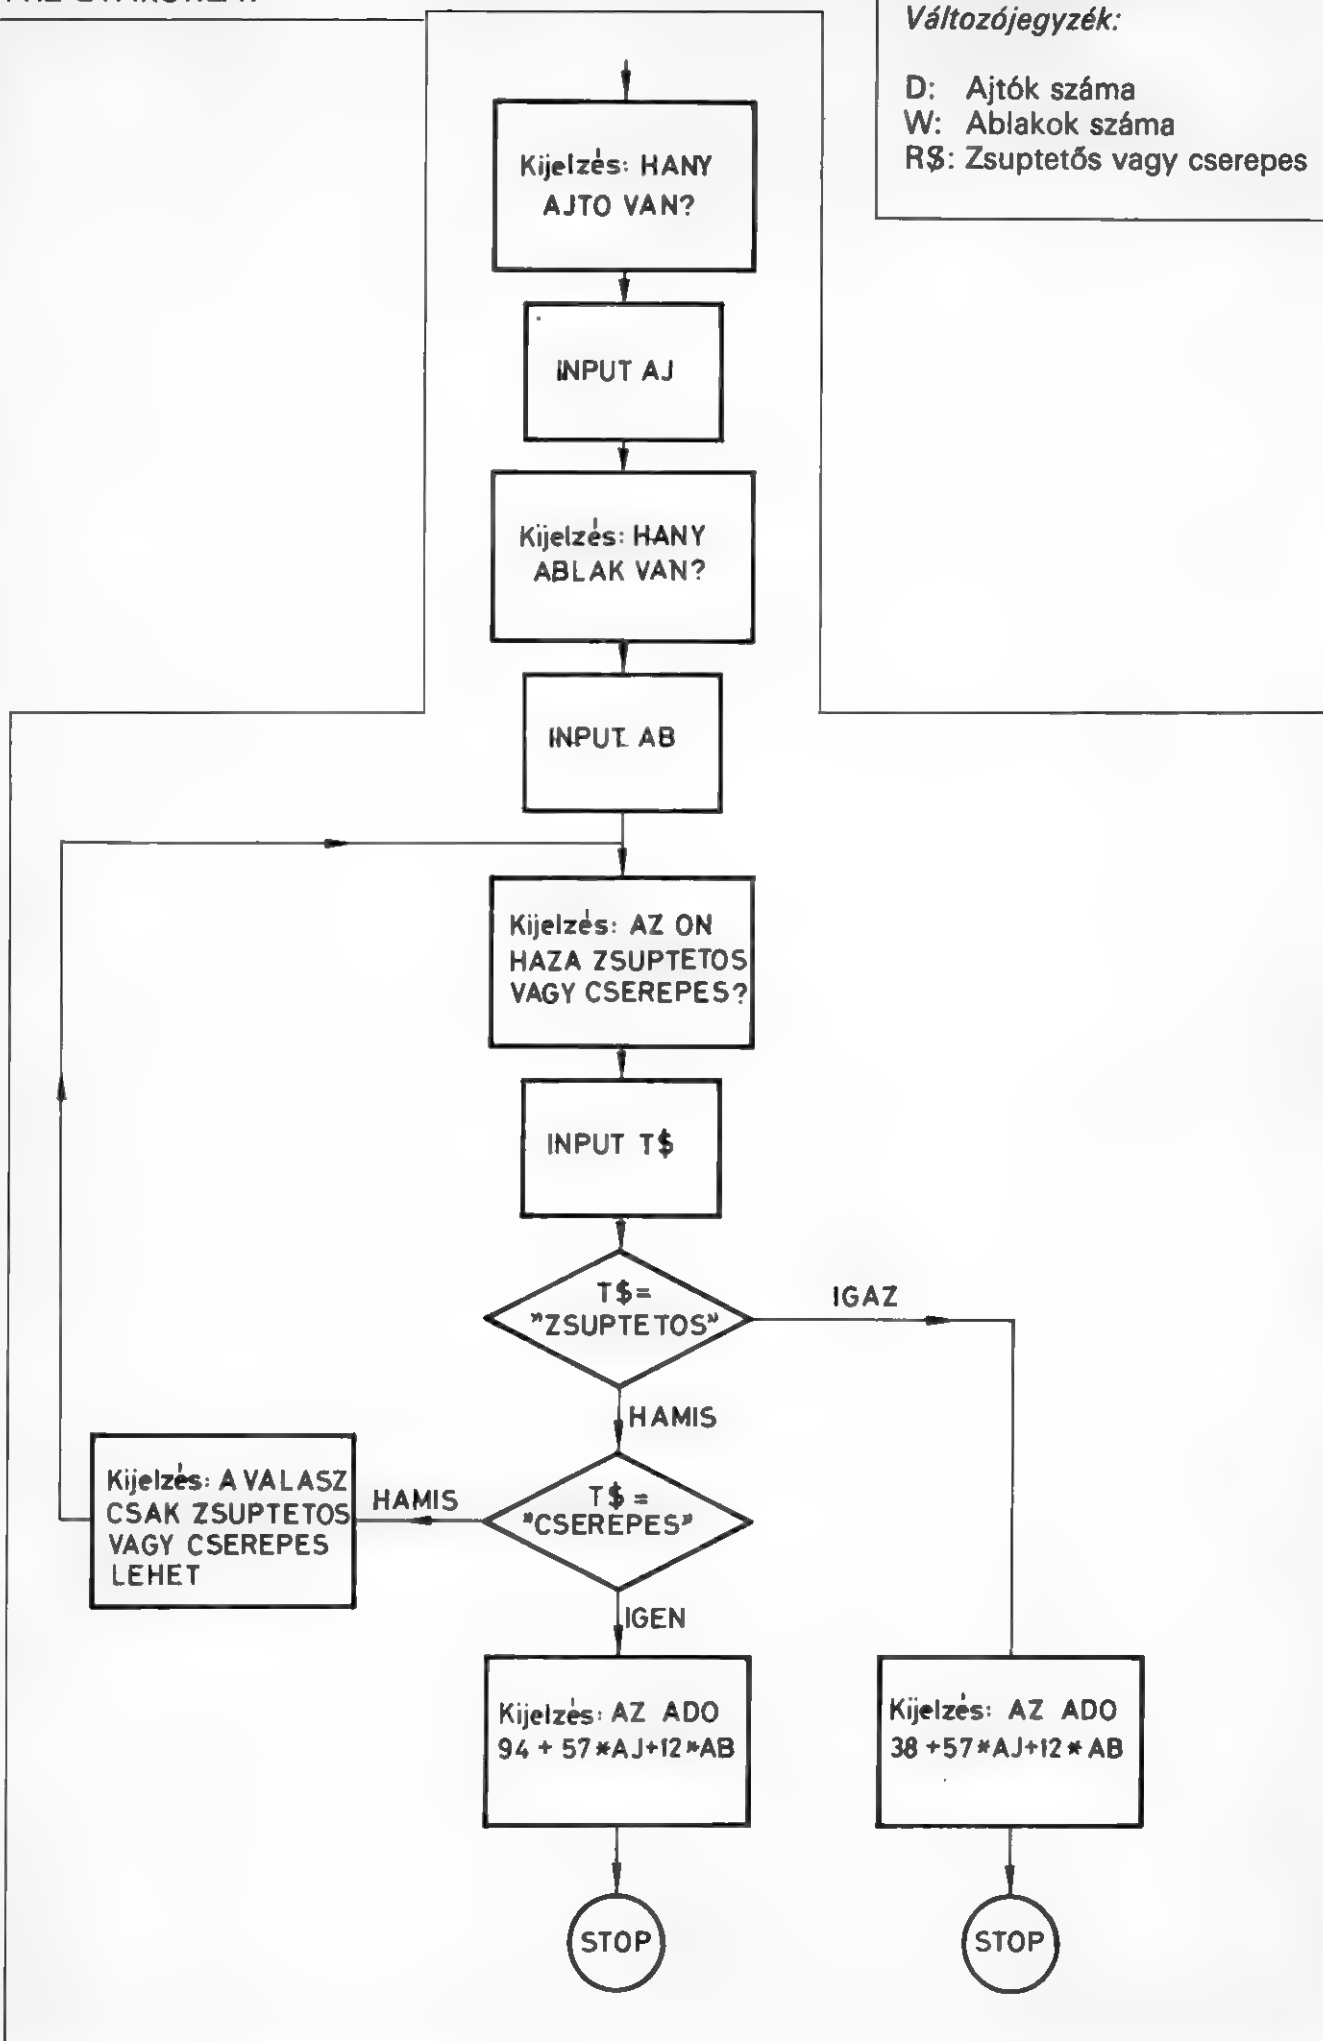 Változójegyzék:
D: Ajtók száma
W: Ablakok száma
R$: Zsuptetős vagy cserepes
Kijelzés: HANY
AJTO VAN?
INPUT AJ
Kijelzés: HANY
ABLAK VAN?
INPUT AB
Kijelzés: AZ ON
HAZA ZSUPTETOS
VAGY CSEREPES?
INPUT T$
T$=
"ZSUPTETOS"
IGAZ
HAMIS
T$ =
"CSEREPES"
HAMIS
Kijelzés: A VALASZ
CSAK ZSUPTETOS
VAGY CSEREPES
LEHET
IGEN
Kijelzés: AZ ADO
94 + 57*AJ+12*AB
Kijelzés: AZ ADO
38 +57*AJ+12* AB
STOP
STOP